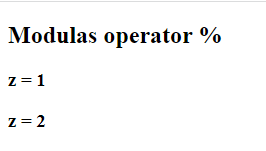 Modulas operator %
z = 1
z = 2